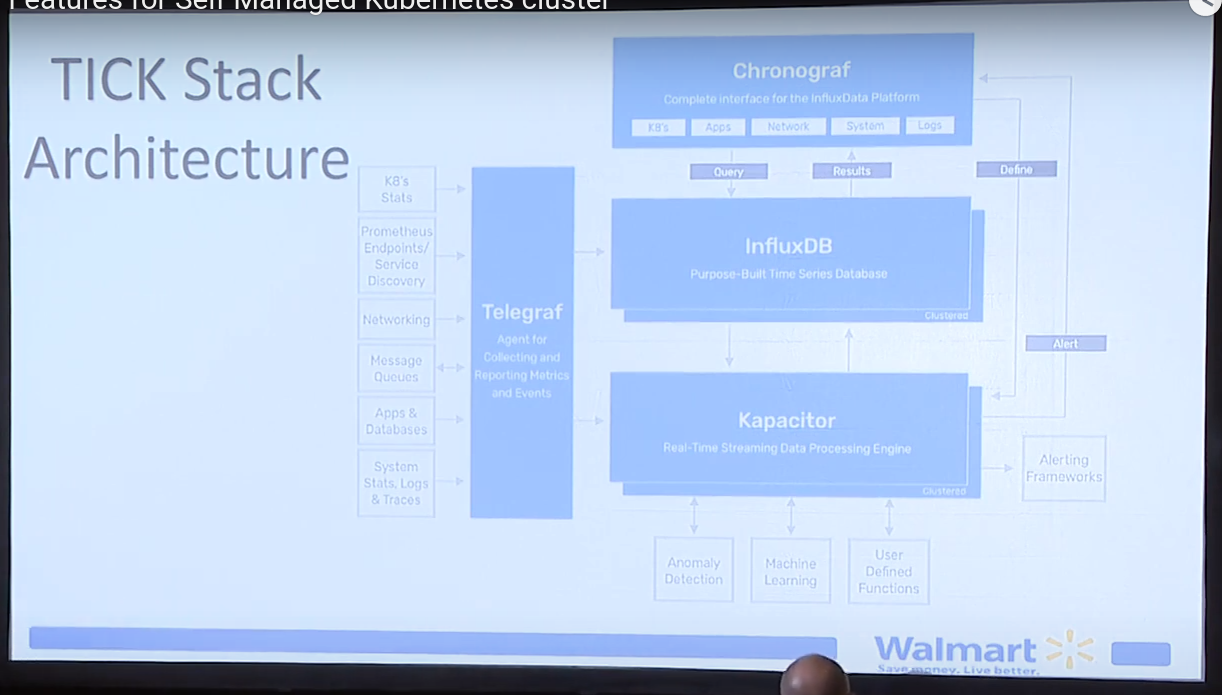 Features for Self Managed Kubernetes cluster
TICK Stack
Architecture
Chronograf
Complete interface for the InfluxData Platform
K8's
Apps
Network
System
Logs
Query
Results
Define
K8's
Stats
Prometheus
Endpoints/
Service
Discovery
Networking
Message
Queues
Apps &
Databases
System
Stats, Logs
& Traces
Telegraf
Agent for
Collecting and
Reporting Metrics
and Events
InfluxDB
Purpose-Built Time Series Database
Clustered
Alert
Kapacitor
Real-Time Streaming Data Processing Engine
Clustered
Alerting
Frameworks
Anomaly
Detection
Machine
Learning
User
Defined
Functions
Walmart
Save money. Live better.